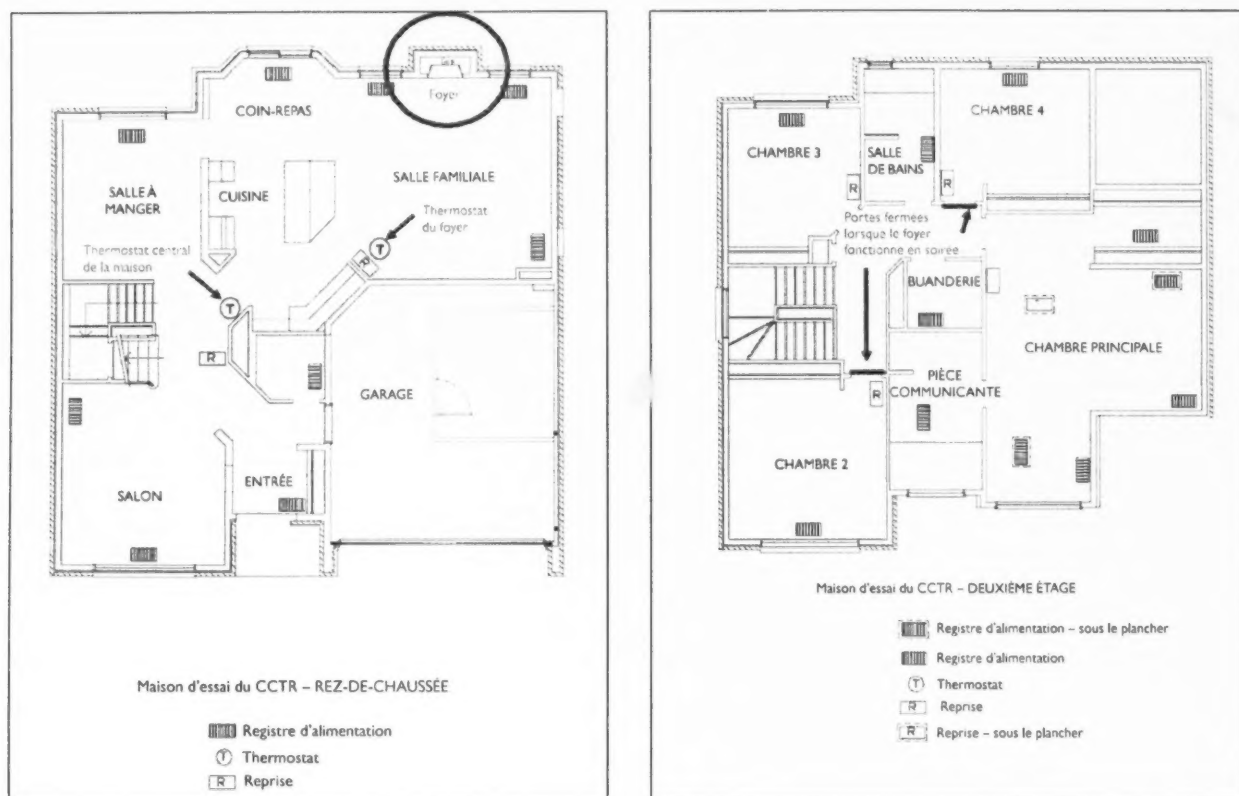 Gaz
Foyer
COIN-REPAS
SALLE À
MANGER
CUISINE
SALLE FAMILIALE
Thermostat
du foyer
Thermostat central
de la maison
T
R
T
R
GARAGE
SALON
ENTRÉE
Maison d'essai du CCTR – REZ-DE-CHAUSSÉE
Registre d'alimentation
T Thermostat
R Reprise
CHAMBRE 4
CHAMBRE 3
SALLE
DE BAINS
R
R
Portes fermées
lorsque le foyer
fonctionne en soirée
BUANDERIE
CHAMBRE PRINCIPALE
PIÈCE
COMMUNICANTE
R
CHAMBRE 2
Maison d'essai du CCTR – DEUXIÈME ÉTAGE
Registre d'alimentation – sous le plancher
Registre d'alimentation
T Thermostat
R Reprise
R Reprise – sous le plancher